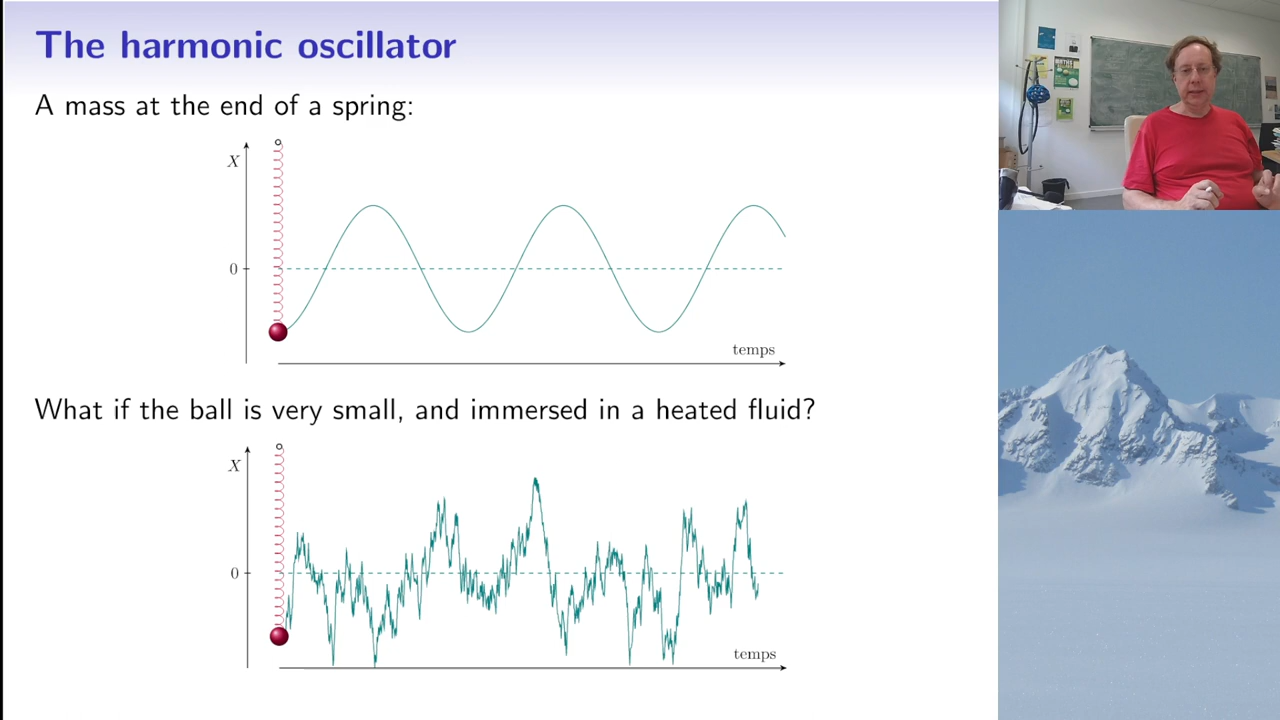 The harmonic oscillator
A mass at the end of a spring:
X
0
temps
What if the ball is very small, and immersed in a heated fluid?
X
0
temps